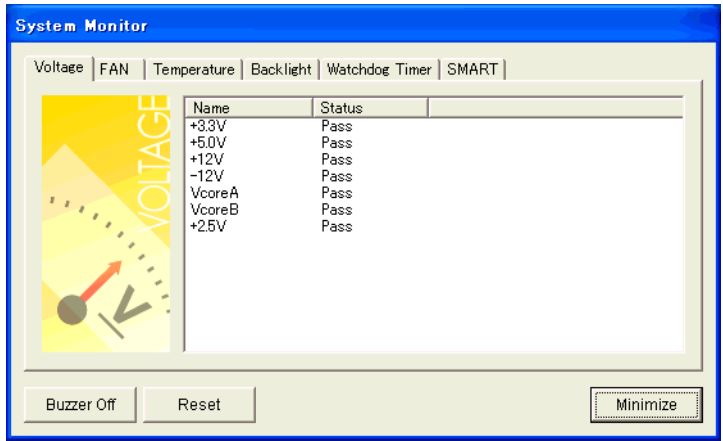 System Monitor
Voltage FAN Temperature Backlight Watchdog Timer SMART
VOLTAGE
V
Name Status
+3.3V Pass
+5.0V Pass
+12V Pass
-12V Pass
VcoreA Pass
VcoreB Pass
+2.5V Pass
Buzzer Off Reset Minimize